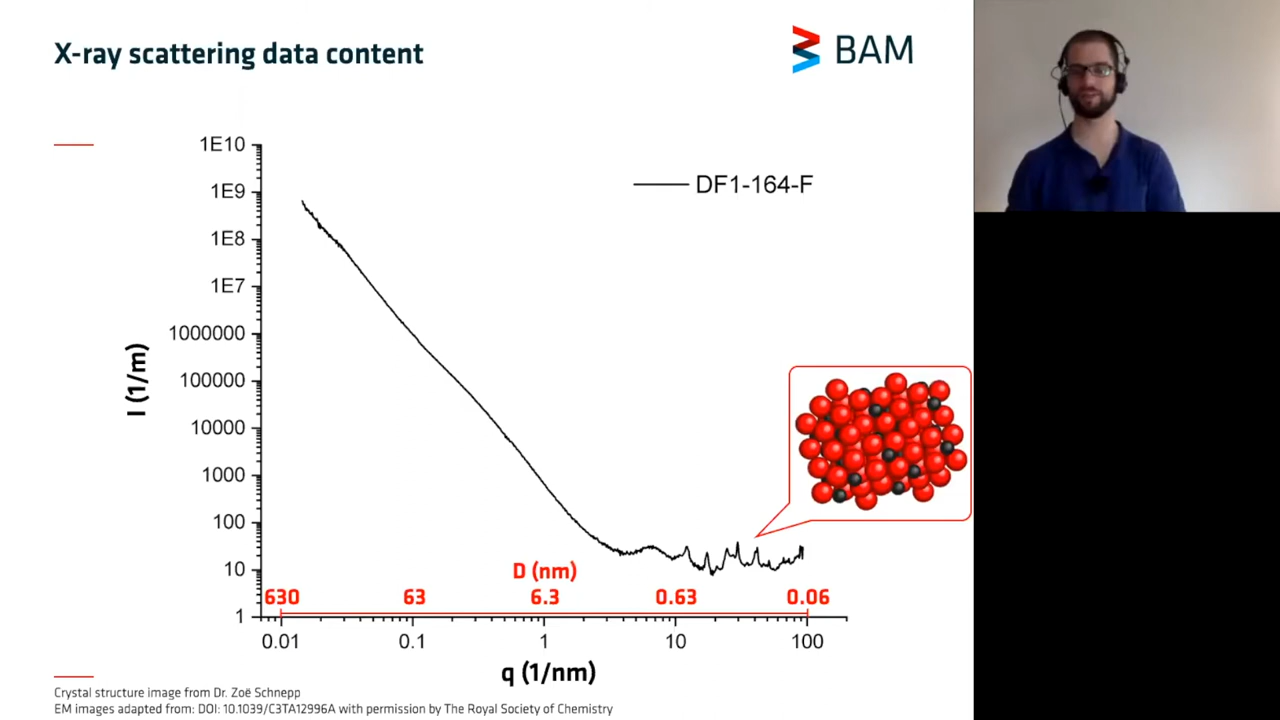 X-ray scattering data content
BAM
1E10
1E9
1E8
1E7
1000000
100000
10000
1000
100
10
1
I (1/m)
DF1-164-F
D (nm)
630 63 6.3 0.63 0.06
0.01 0.1 1 10 100
q (1/nm)
Crystal structure image from Dr. Zoë Schnepp
EM images adapted from: DOI: 10.1039/C3TA12996A with permission by The Royal Society of Chemistry